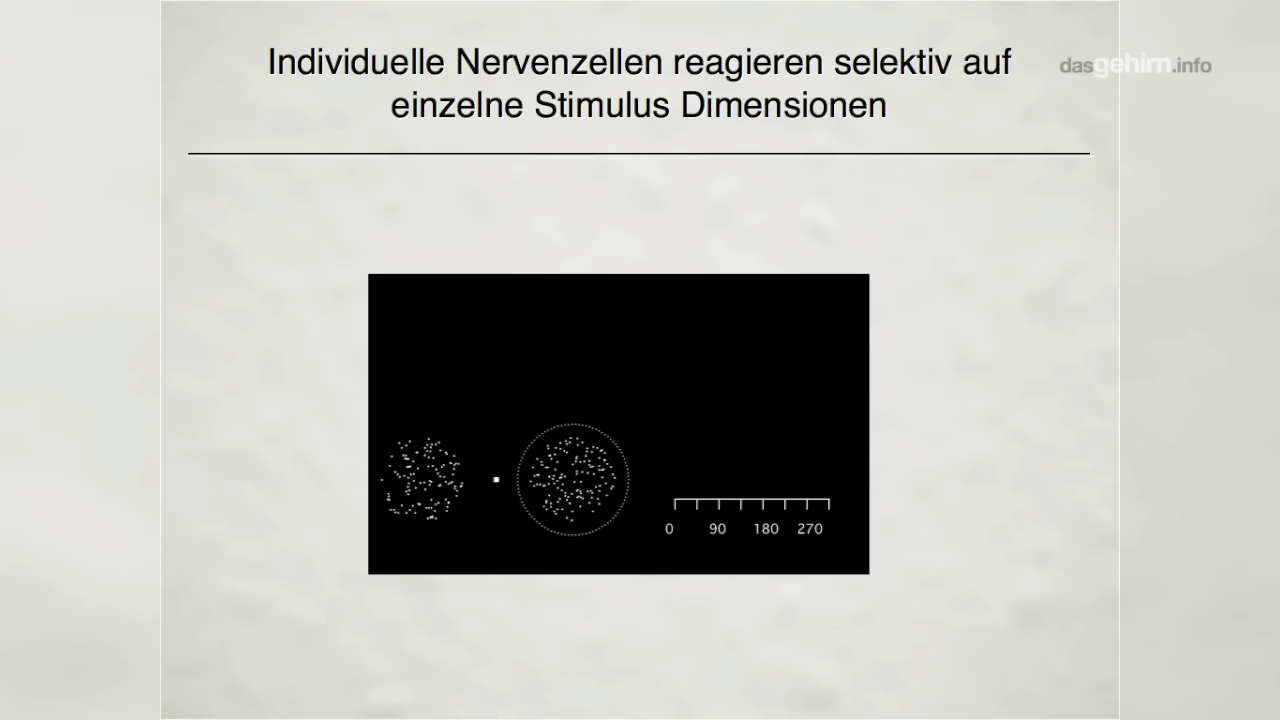 Individuelle Nervenzellen reagieren selektiv auf
einzelne Stimulus Dimensionen
dasgehirn.info
0 90 180 270